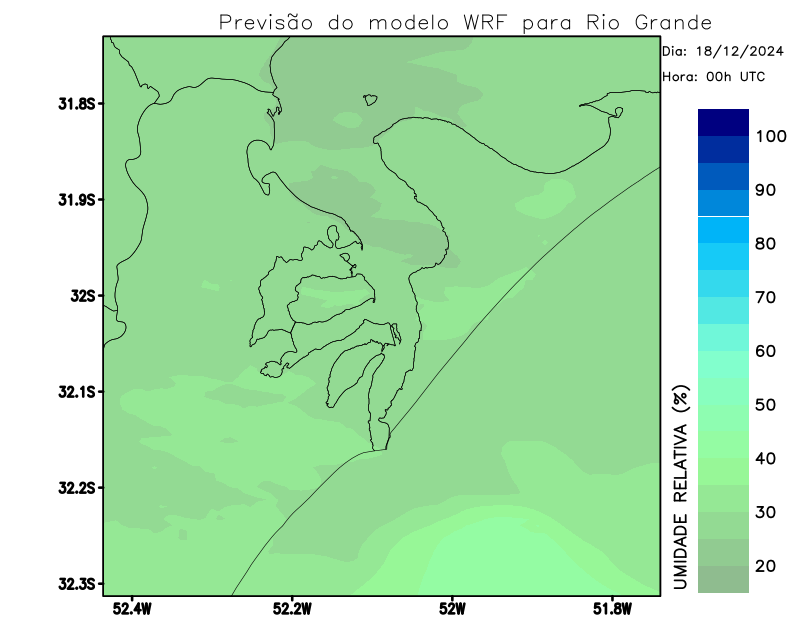 Previsão do modelo WRF para Rio Grande
Dia: 18/12/2024
Hora: 00h UTC
31.8S
31.9S
32S
32.1S
32.2S
32.3S
52.4W
52.2W
52W
51.8W
UMIDADE RELATIVA (%)
100
90
80
70
60
50
40
30
20